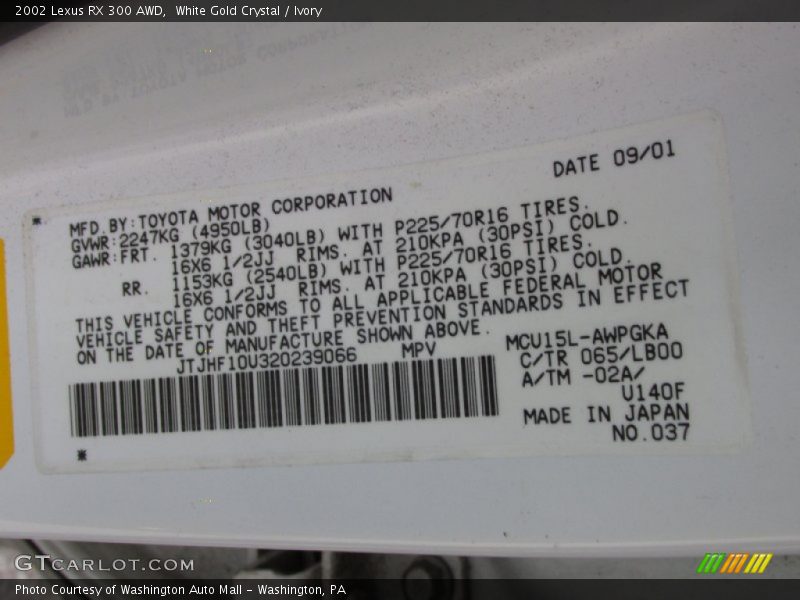 2002 Lexus RX 300 AWD,  White Gold Crystal / Ivory
DATE 09/01
MFD.BY:TOYOTA MOTOR CORPORATION
GVWR:2247KG (4950LB)
GAWR:FRT. 1379KG (3040LB) WITH P225/70R16 TIRES.
16X6 1/2JJ RIMS. AT 210KPA (30PSI) COLD.
RR. 1153KG (2540LB) WITH P225/70R16 TIRES.
16X6 1/2JJ RIMS. AT 210KPA (30PSI) COLD.
THIS VEHICLE CONFORMS TO ALL APPLICABLE FEDERAL MOTOR
VEHICLE SAFETY AND THEFT PREVENTION STANDARDS IN EFFECT
ON THE DATE OF MANUFACTURE SHOWN ABOVE.
JTJHF10U320239066 MPV
MCU15L-AWPGKA
C/TR 065/LB00
A/TM -02A/
U140F
MADE IN JAPAN
NO.037
GTCARLOT.COM
Photo Courtesy of Washington Auto Mall - Washington, PA